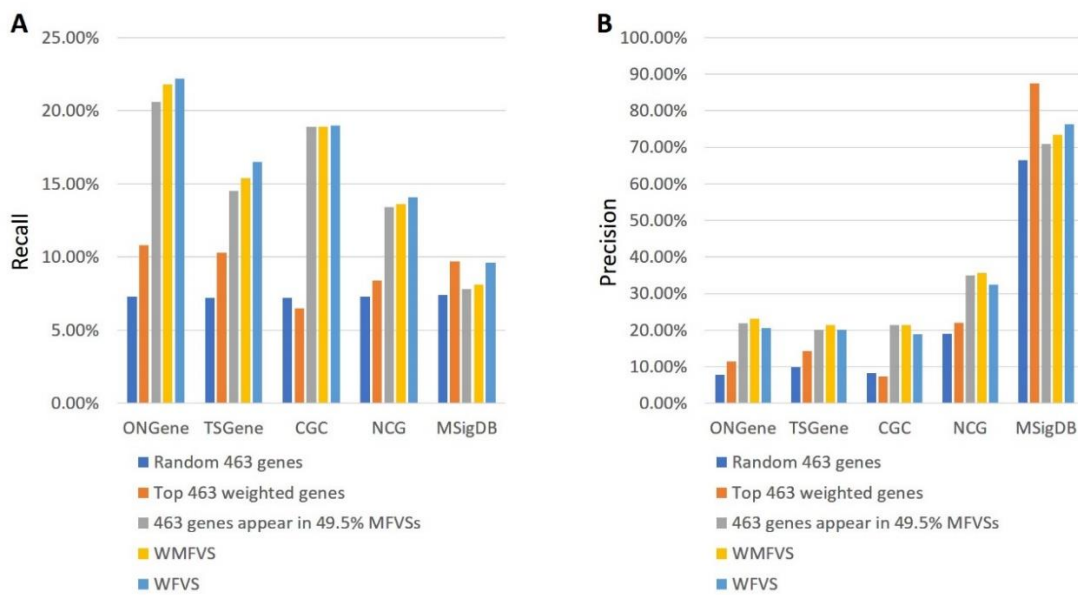 A
25.00%
20.00%
15.00%
10.00%
5.00%
0.00%
Recall
ONGene TSGene CGC NCG MSigDB
Random 463 genes
Top 463 weighted genes
463 genes appear in 49.5% MFVSs
WMFVS
WFVS
B
100.00%
90.00%
80.00%
70.00%
60.00%
50.00%
40.00%
30.00%
20.00%
10.00%
0.00%
Precision
ONGene TSGene CGC NCG MSigDB
Random 463 genes
Top 463 weighted genes
463 genes appear in 49.5% MFVSs
WMFVS
WFVS